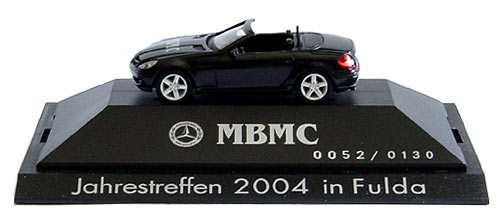 MBMC
0052/0130
Jahrestreffen 2004 in Fulda